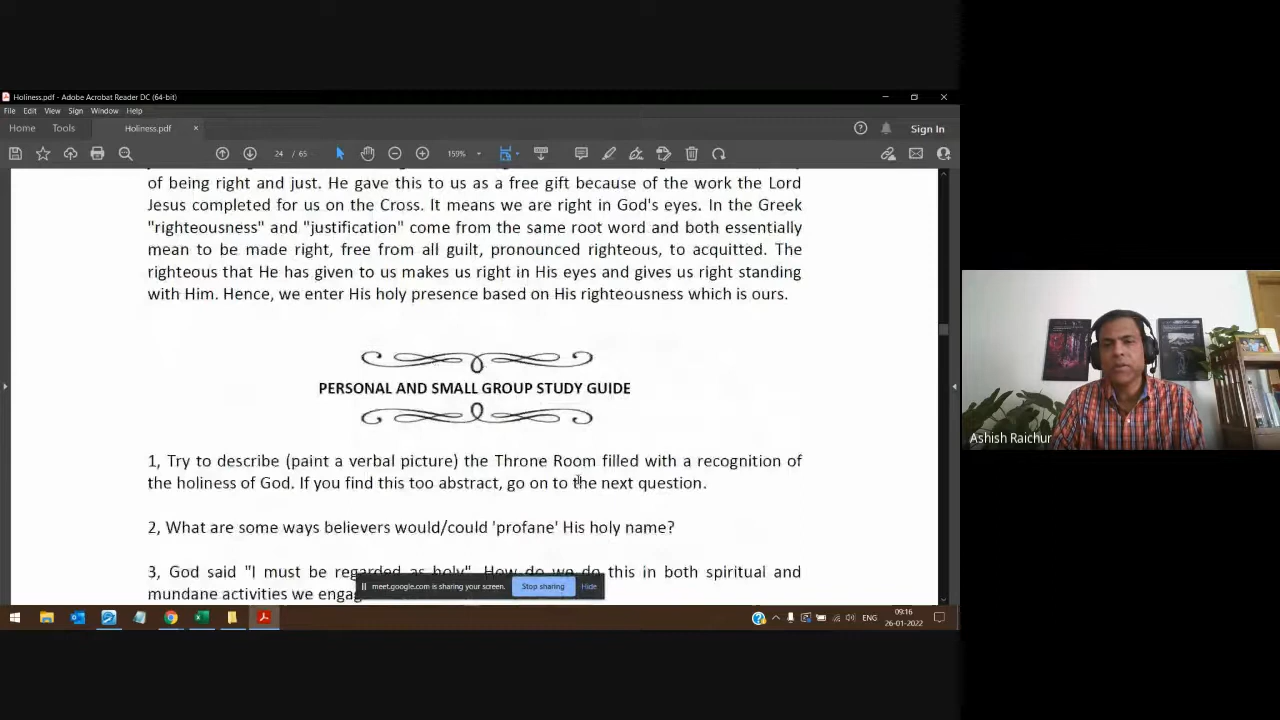 Holiness.pdf - Adobe Acrobat Reader DC (64-bit)
File Edit View Sign Window Help
Home Tools Holiness.pdf × Sign In
24 / 65 159%
of being right and just. He gave this to us as a free gift because of the work the Lord
Jesus completed for us on the Cross. It means we are right in God's eyes. In the Greek
"righteousness" and "justification" come from the same root word and both essentially
mean to be made right, free from all guilt, pronounced righteous, to acquitted. The
righteous that He has given to us makes us right in His eyes and gives us right standing
with Him. Hence, we enter His holy presence based on His righteousness which is ours.
PERSONAL AND SMALL GROUP STUDY GUIDE
1, Try to describe (paint a verbal picture) the Throne Room filled with a recognition of
the holiness of God. If you find this too abstract, go on to the next question.
2, What are some ways believers would/could 'profane' His holy name?
3, God said "I must be regarded as holy". How do we do this in both spiritual and
mundane activities we
meet.google.com is sharing your screen. Stop sharing Hide
Ashish Raichur
ENG
09:16
26-01-2022